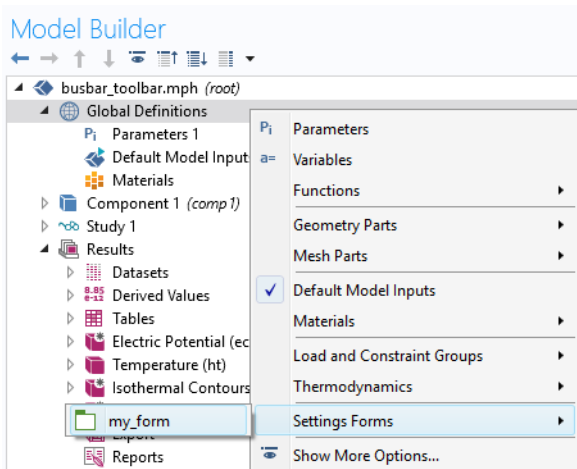 Model Builder
busbar_toolbar.mph (root)
Global Definitions
Pi Parameters 1
Default Model Input
Materials
Component 1 (comp1)
Study 1
Results
Datasets
8.85 e-12 Derived Values
Tables
Electric Potential (ec
Temperature (ht)
Isothermal Contours
my_form
Export
Reports
Pi Parameters
a= Variables
Functions
Geometry Parts
Mesh Parts
Default Model Inputs
Materials
Load and Constraint Groups
Thermodynamics
Settings Forms
Show More Options...